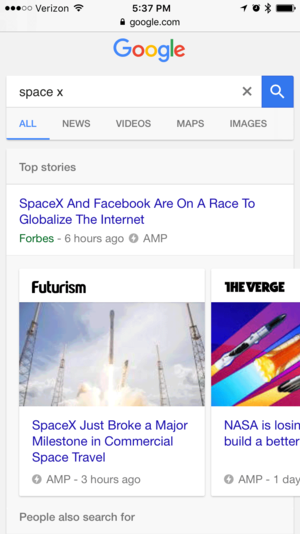 Verizon 5:37 PM
google.com
Google
space x
ALL NEWS VIDEOS MAPS IMAGES
Top stories
SpaceX And Facebook Are On A Race To
Globalize The Internet
Forbes - 6 hours ago AMP
Futurism
SpaceX Just Broke a Major
Milestone in Commercial
Space Travel
AMP - 3 hours ago
THE VERGE
NASA is losin
build a better
AMP - 1 day
People also search for